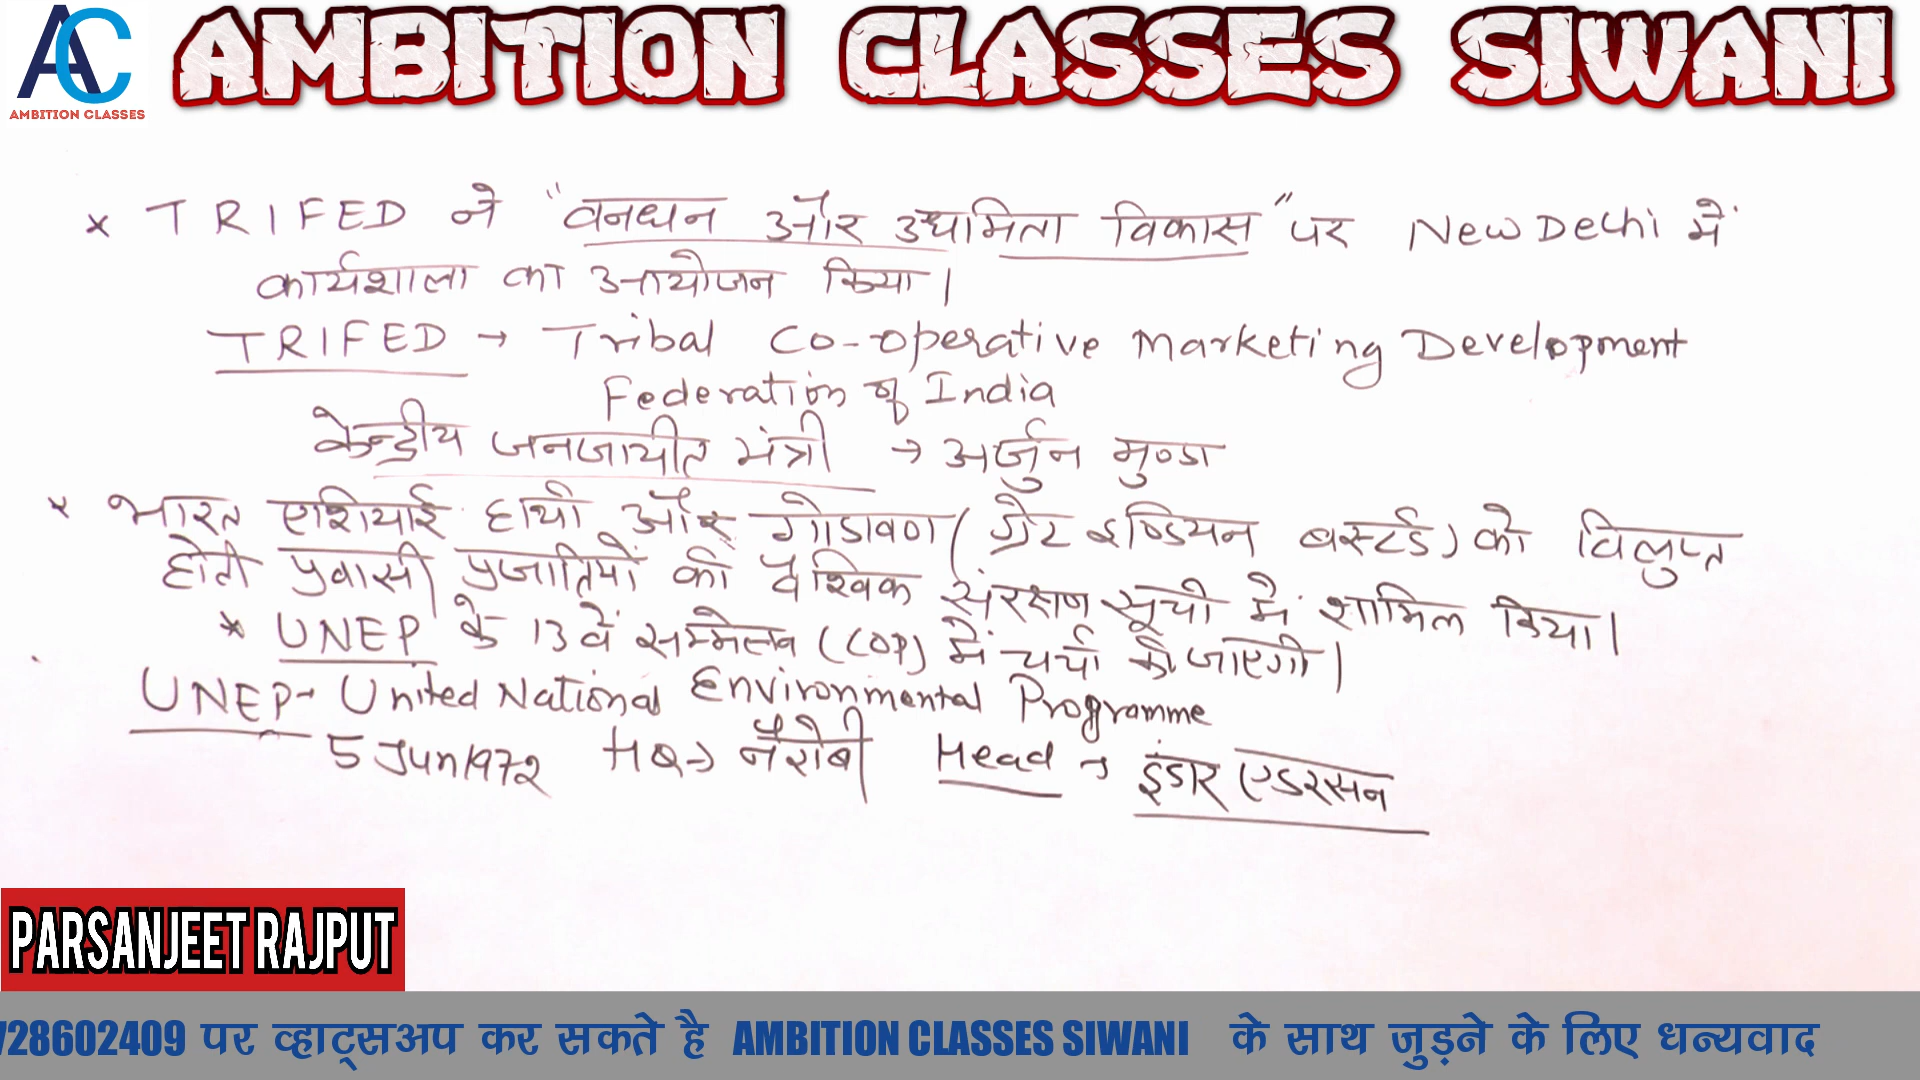 AC
AMBITION CLASSES
AMBITION CLASSES SIWANI
* TRIFED ने "वनधन और उद्यमिता विकास" पर New Delhi में
कार्यशाला का आयोजन किया।
TRIFED → Tribal Co-operative Marketing Development
Federation of India
केन्द्रीय जनजातीय मंत्री → अर्जुन मुण्डा
* भारत एशियाई हाथी और गोडावण (ग्रेट इण्डियन बस्टर्ड) को विलुप्त
होती प्रवासी प्रजातियों की वैश्विक संरक्षण सूची में शामिल किया।
* UNEP के 13वें सम्मेलन (COP) में चर्चा की जाएगी।
UNEP → United National Environmental Programme
5 Jun 1972 HQ → नैरोबी Head → इंगर एंडरसन
PARSANJEET RAJPUT
728602409 पर व्हाट्सअप कर सकते है AMBITION CLASSES SIWANI के साथ जुड़ने के लिए धन्यवाद